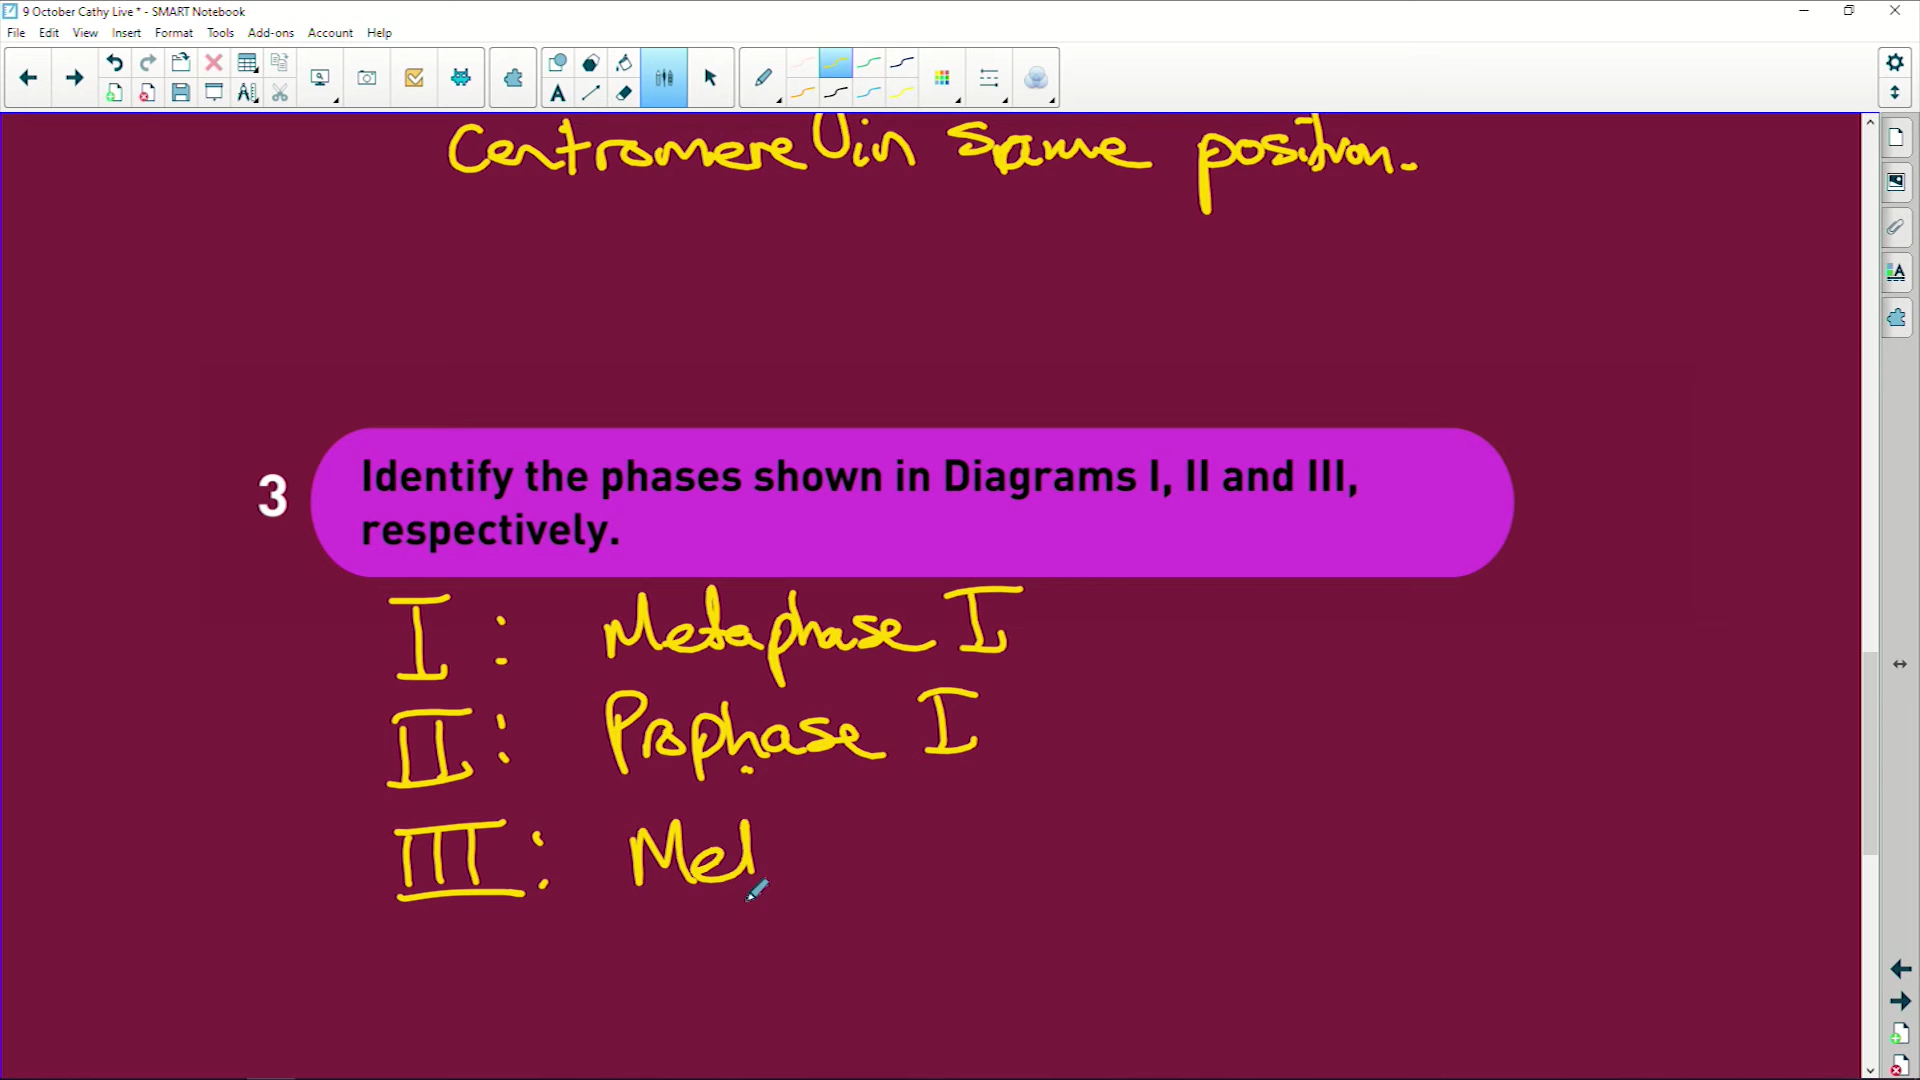 9 October Cathy Live * - SMART Notebook
File Edit View Insert Format Tools Add-ons Account Help
Centromere in same position.
3 Identify the phases shown in Diagrams I, II and III,
respectively.
I : Metaphase I
II : Prophase I
III : Met